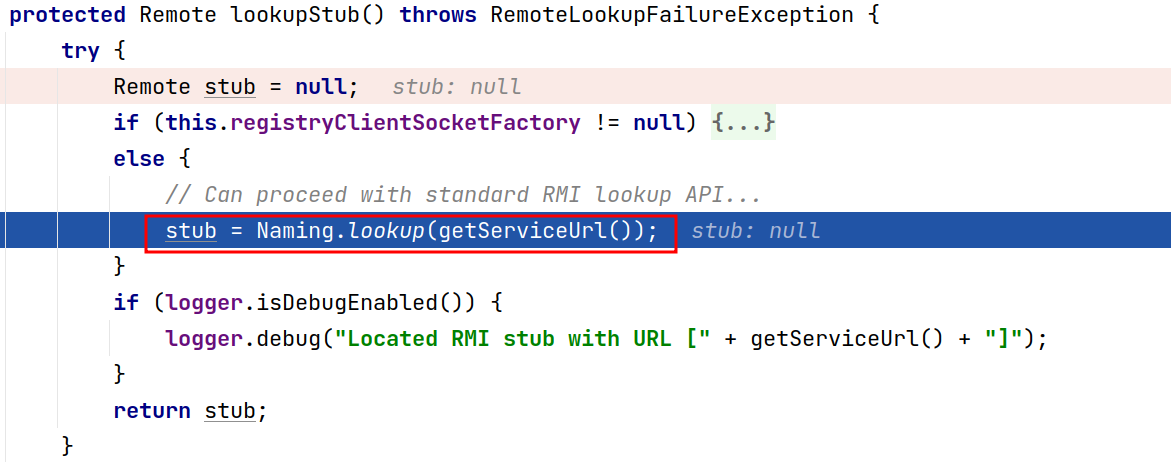 protected Remote lookupStub() throws RemoteLookupFailureException {
    try {
        Remote stub = null;   stub: null
        if (this.registryClientSocketFactory != null) {...}
        else {
            // Can proceed with standard RMI lookup API...
            stub = Naming.lookup(getServiceUrl());   stub: null
        }
        if (logger.isDebugEnabled()) {
            logger.debug("Located RMI stub with URL [" + getServiceUrl() + "]");
        }
        return stub;
    }